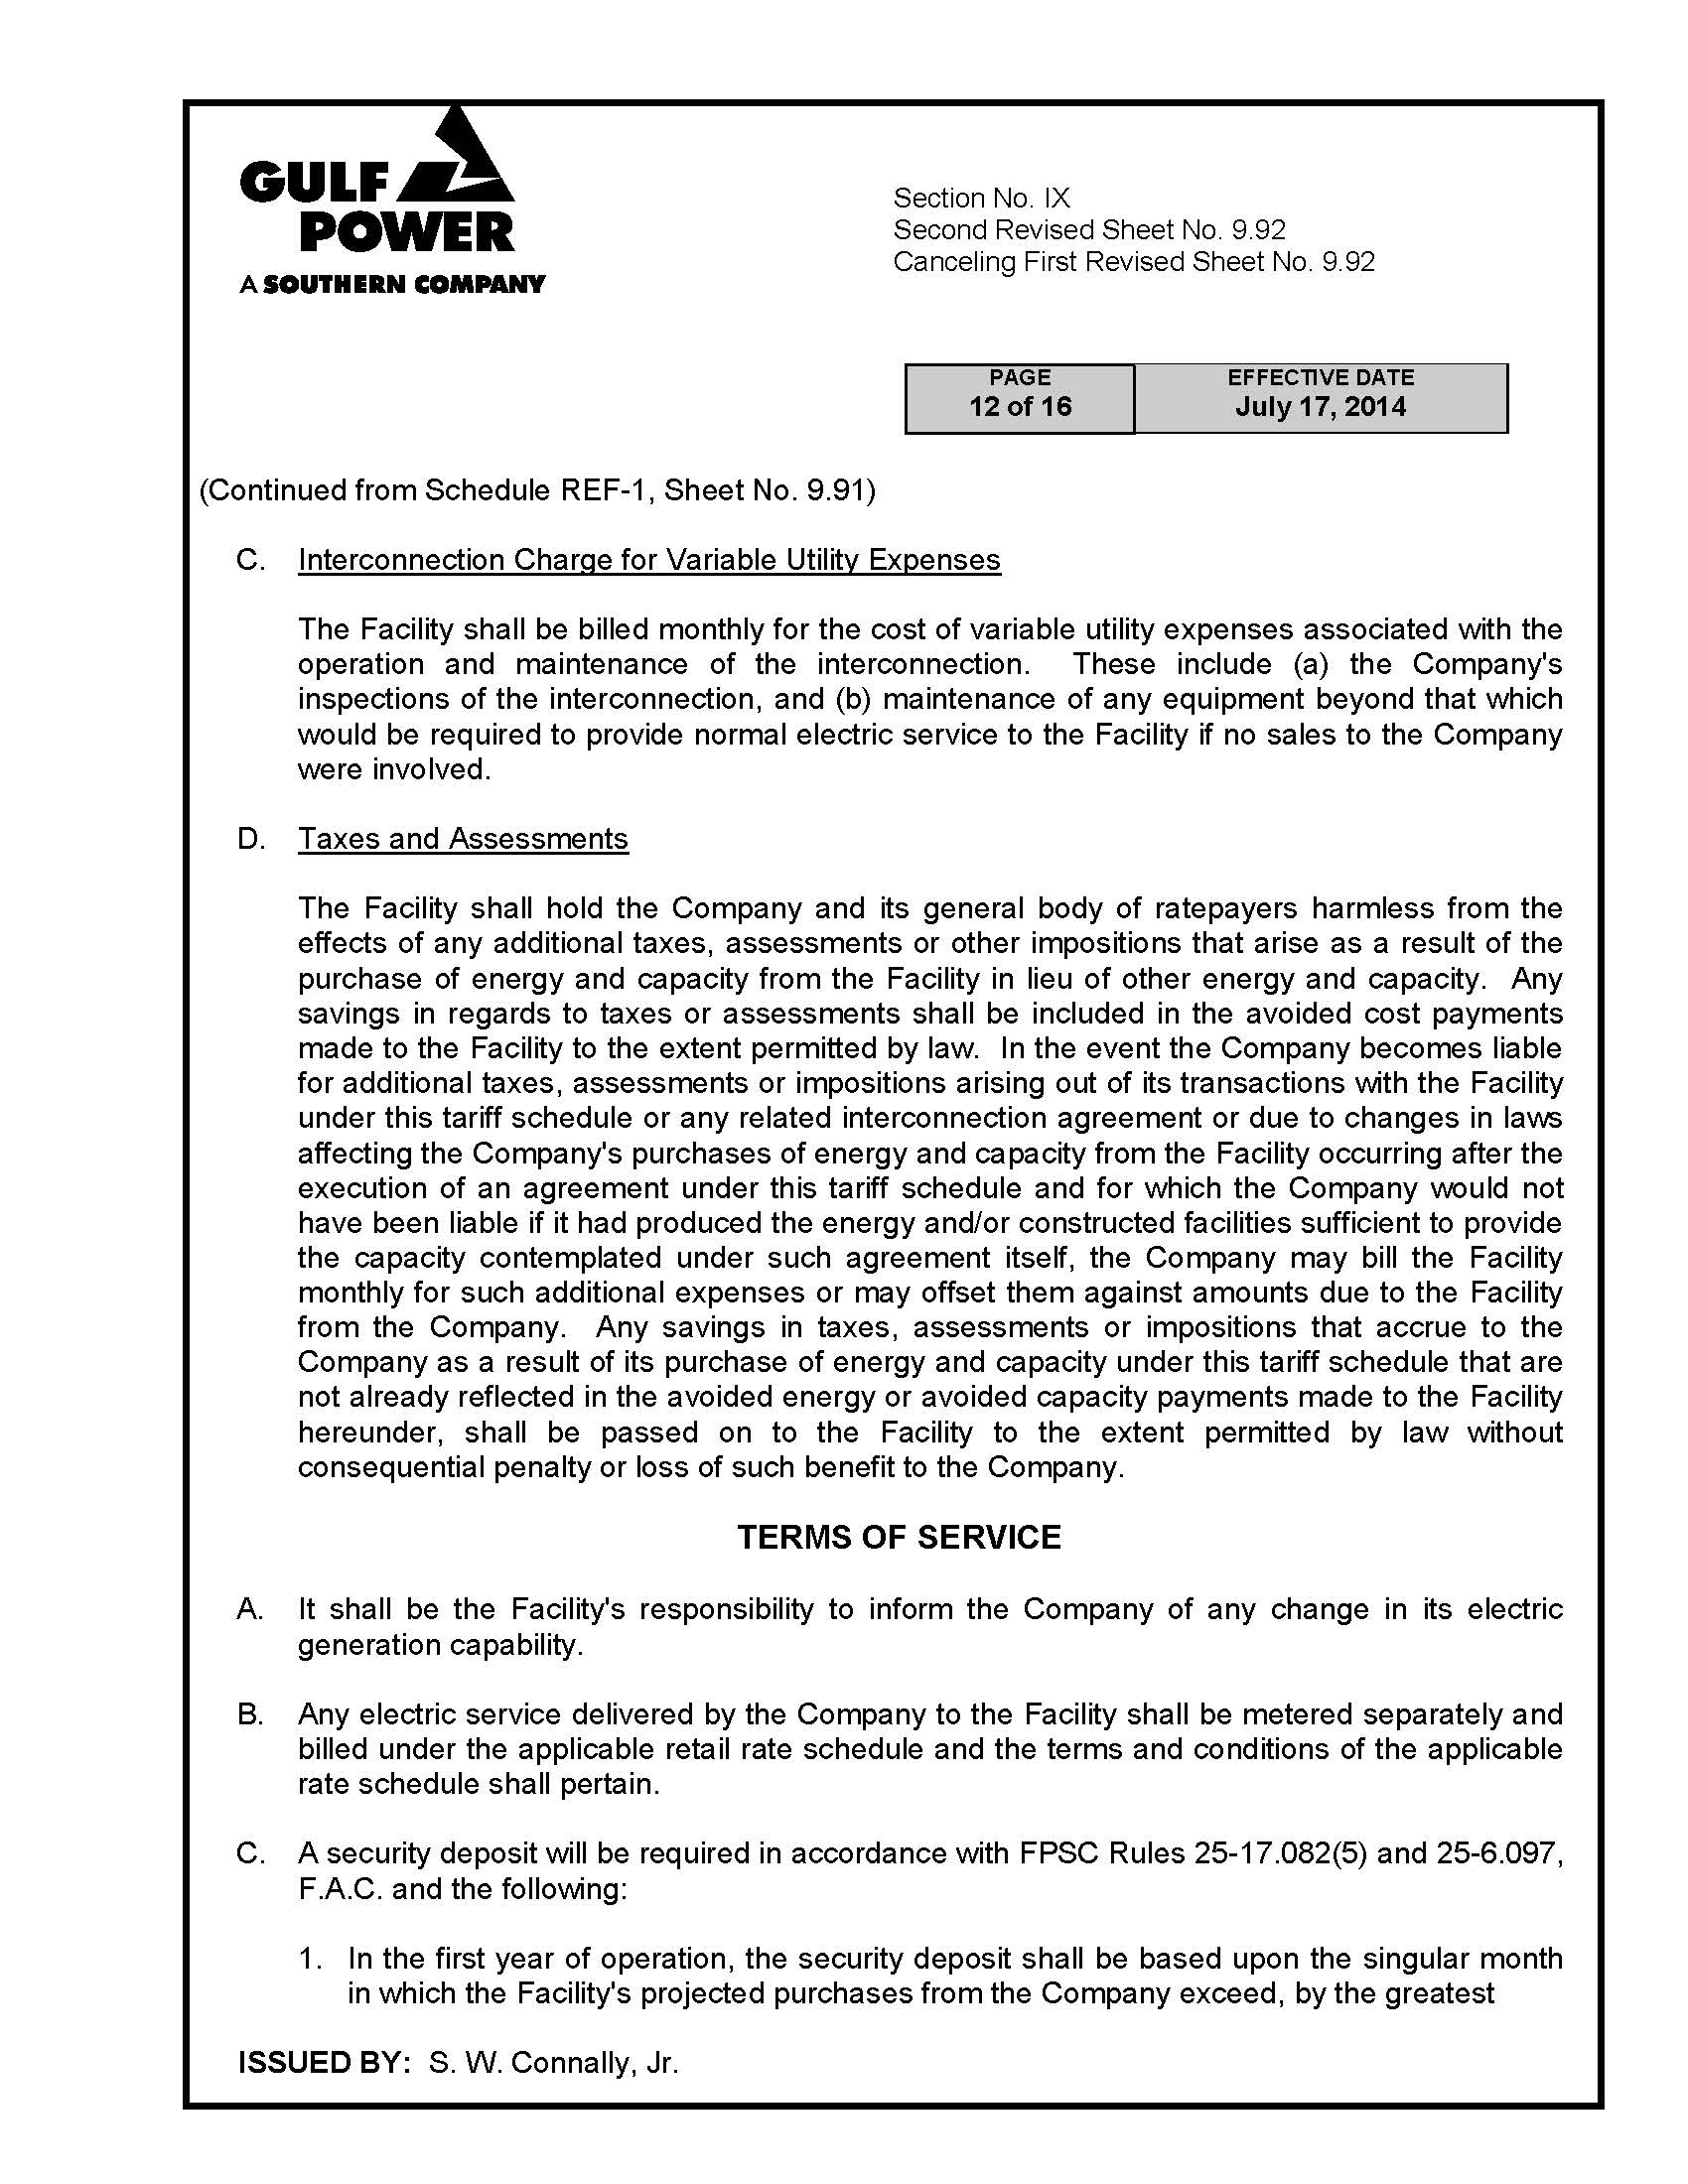 GULF
POWER
A SOUTHERN COMPANY
Section No. IX
Second Revised Sheet No. 9.92
Canceling First Revised Sheet No. 9.92
PAGE
12 of 16
EFFECTIVE DATE
July 17, 2014
(Continued from Schedule REF-1, Sheet No. 9.91)
C. Interconnection Charge for Variable Utility Expenses
The Facility shall be billed monthly for the cost of variable utility expenses associated with the
operation and maintenance of the interconnection. These include (a) the Company's
inspections of the interconnection, and (b) maintenance of any equipment beyond that which
would be required to provide normal electric service to the Facility if no sales to the Company
were involved.
D. Taxes and Assessments
The Facility shall hold the Company and its general body of ratepayers harmless from the
effects of any additional taxes, assessments or other impositions that arise as a result of the
purchase of energy and capacity from the Facility in lieu of other energy and capacity. Any
savings in regards to taxes or assessments shall be included in the avoided cost payments
made to the Facility to the extent permitted by law. In the event the Company becomes liable
for additional taxes, assessments or impositions arising out of its transactions with the Facility
under this tariff schedule or any related interconnection agreement or due to changes in laws
affecting the Company's purchases of energy and capacity from the Facility occurring after the
execution of an agreement under this tariff schedule and for which the Company would not
have been liable if it had produced the energy and/or constructed facilities sufficient to provide
the capacity contemplated under such agreement itself, the Company may bill the Facility
monthly for such additional expenses or may offset them against amounts due to the Facility
from the Company. Any savings in taxes, assessments or impositions that accrue to the
Company as a result of its purchase of energy and capacity under this tariff schedule that are
not already reflected in the avoided energy or avoided capacity payments made to the Facility
hereunder, shall be passed on to the Facility to the extent permitted by law without
consequential penalty or loss of such benefit to the Company.
TERMS OF SERVICE
A. It shall be the Facility's responsibility to inform the Company of any change in its electric
generation capability.
B. Any electric service delivered by the Company to the Facility shall be metered separately and
billed under the applicable retail rate schedule and the terms and conditions of the applicable
rate schedule shall pertain.
C. A security deposit will be required in accordance with FPSC Rules 25-17.082(5) and 25-6.097,
F.A.C. and the following:
1. In the first year of operation, the security deposit shall be based upon the singular month
in which the Facility's projected purchases from the Company exceed, by the greatest
ISSUED BY: S. W. Connally, Jr.